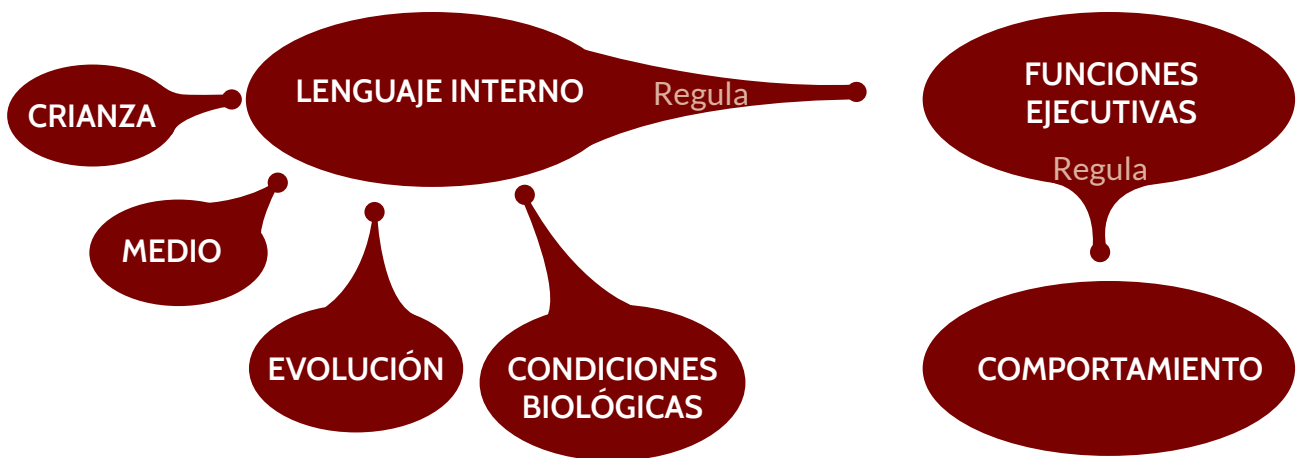 LENGUAJE INTERNO
Regula
FUNCIONES
EJECUTIVAS
Regula
CRIANZA
MEDIO
EVOLUCIÓN
CONDICIONES
BIOLÓGICAS
COMPORTAMIENTO